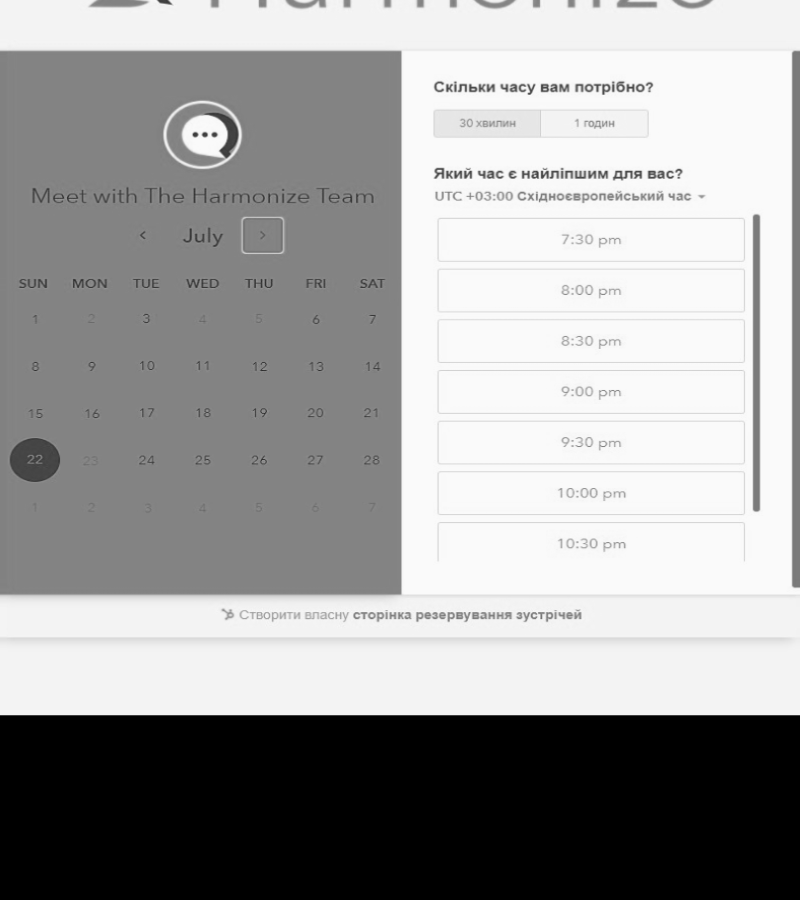 Harmonize
Meet with The Harmonize Team
< July >
SUN MON TUE WED THU FRI SAT
1 2 3 4 5 6 7
8 9 10 11 12 13 14
15 16 17 18 19 20 21
22 23 24 25 26 27 28
1 2 3 4 5 6 7
Скільки часу вам потрібно?
30 хвилин 1 годин
Який час є найліпшим для вас?
UTC +03:00 Східноєвропейський час
7:30 pm
8:00 pm
8:30 pm
9:00 pm
9:30 pm
10:00 pm
10:30 pm
Створити власну сторінка резервування зустрічей